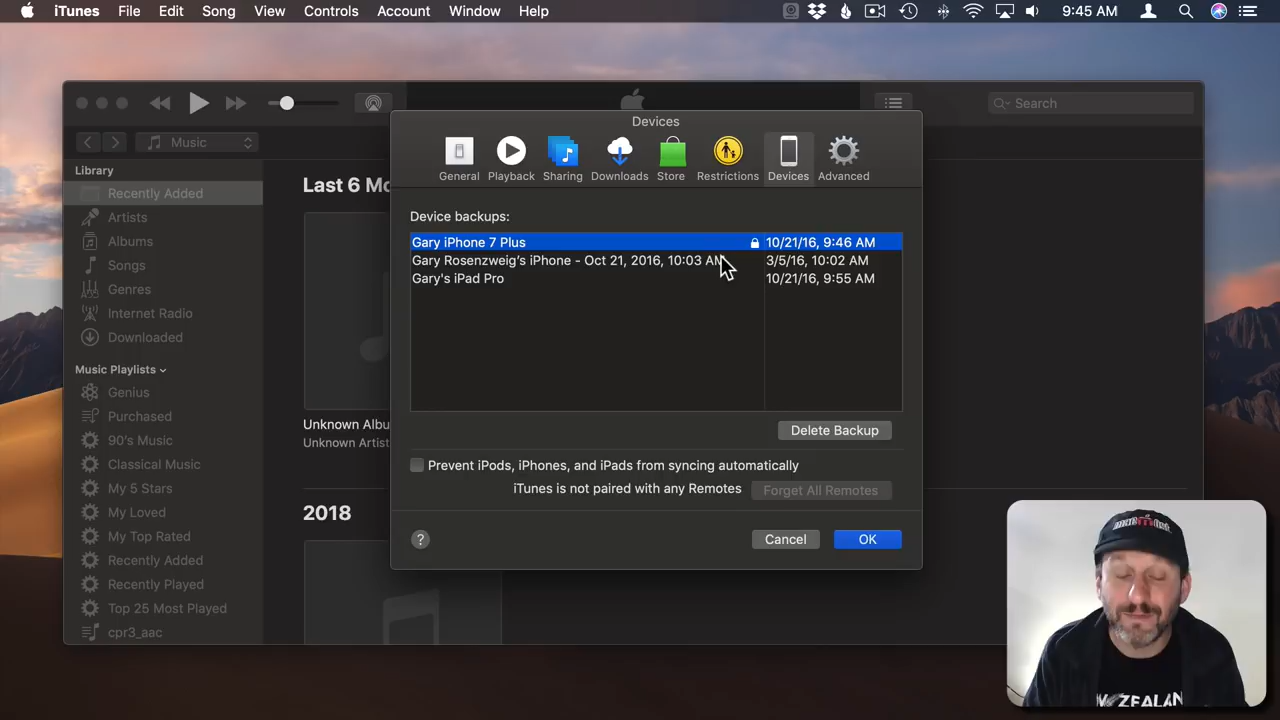 iTunes File Edit Song View Controls Account Window Help 9:45 AM
Search
Music
Devices
General Playback Sharing Downloads Store Restrictions Devices Advanced
Library
Recently Added
Artists
Albums
Songs
Genres
Internet Radio
Downloaded
Music Playlists
Genius
Purchased
90's Music
Classical Music
My 5 Stars
My Loved
My Top Rated
Recently Added
Recently Played
Top 25 Most Played
cpr3_aac
Last 6 Mo
Unknown Albu
Unknown Artist
2018
Device backups:
Gary iPhone 7 Plus 10/21/16, 9:46 AM
Gary Rosenzweig's iPhone - Oct 21, 2016, 10:03 AM 3/5/16, 10:02 AM
Gary's iPad Pro 10/21/16, 9:55 AM
Delete Backup
Prevent iPods, iPhones, and iPads from syncing automatically
iTunes is not paired with any Remotes Forget All Remotes
? Cancel OK